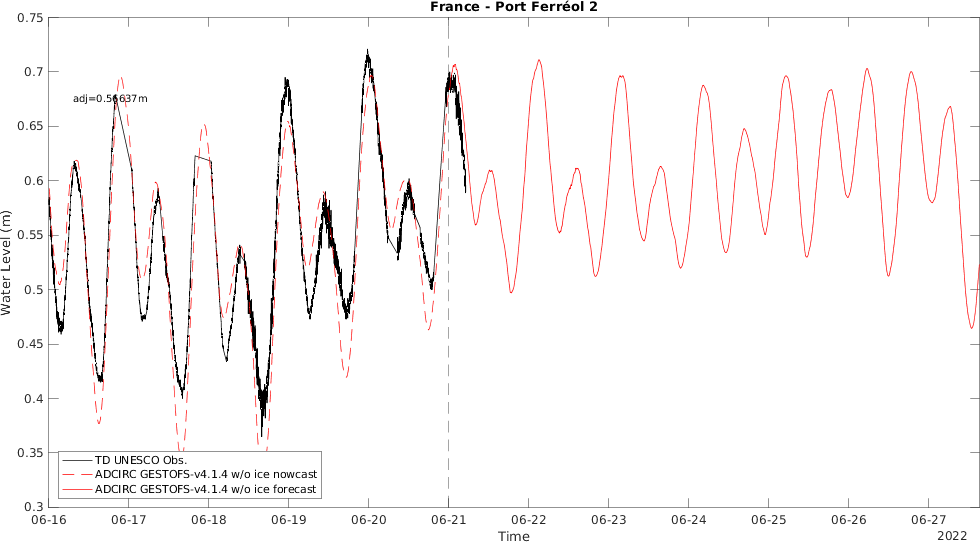 France - Port Ferréol 2
0.75
0.7
0.65
0.6
0.55
0.5
0.45
0.4
0.35
0.3
Water Level (m)
adj=0.56637m
TD UNESCO Obs.
ADCIRC GESTOFS-v4.1.4 w/o ice nowcast
ADCIRC GESTOFS-v4.1.4 w/o ice forecast
06-16 06-17 06-18 06-19 06-20 06-21 06-22 06-23 06-24 06-25 06-26 06-27
Time
2022